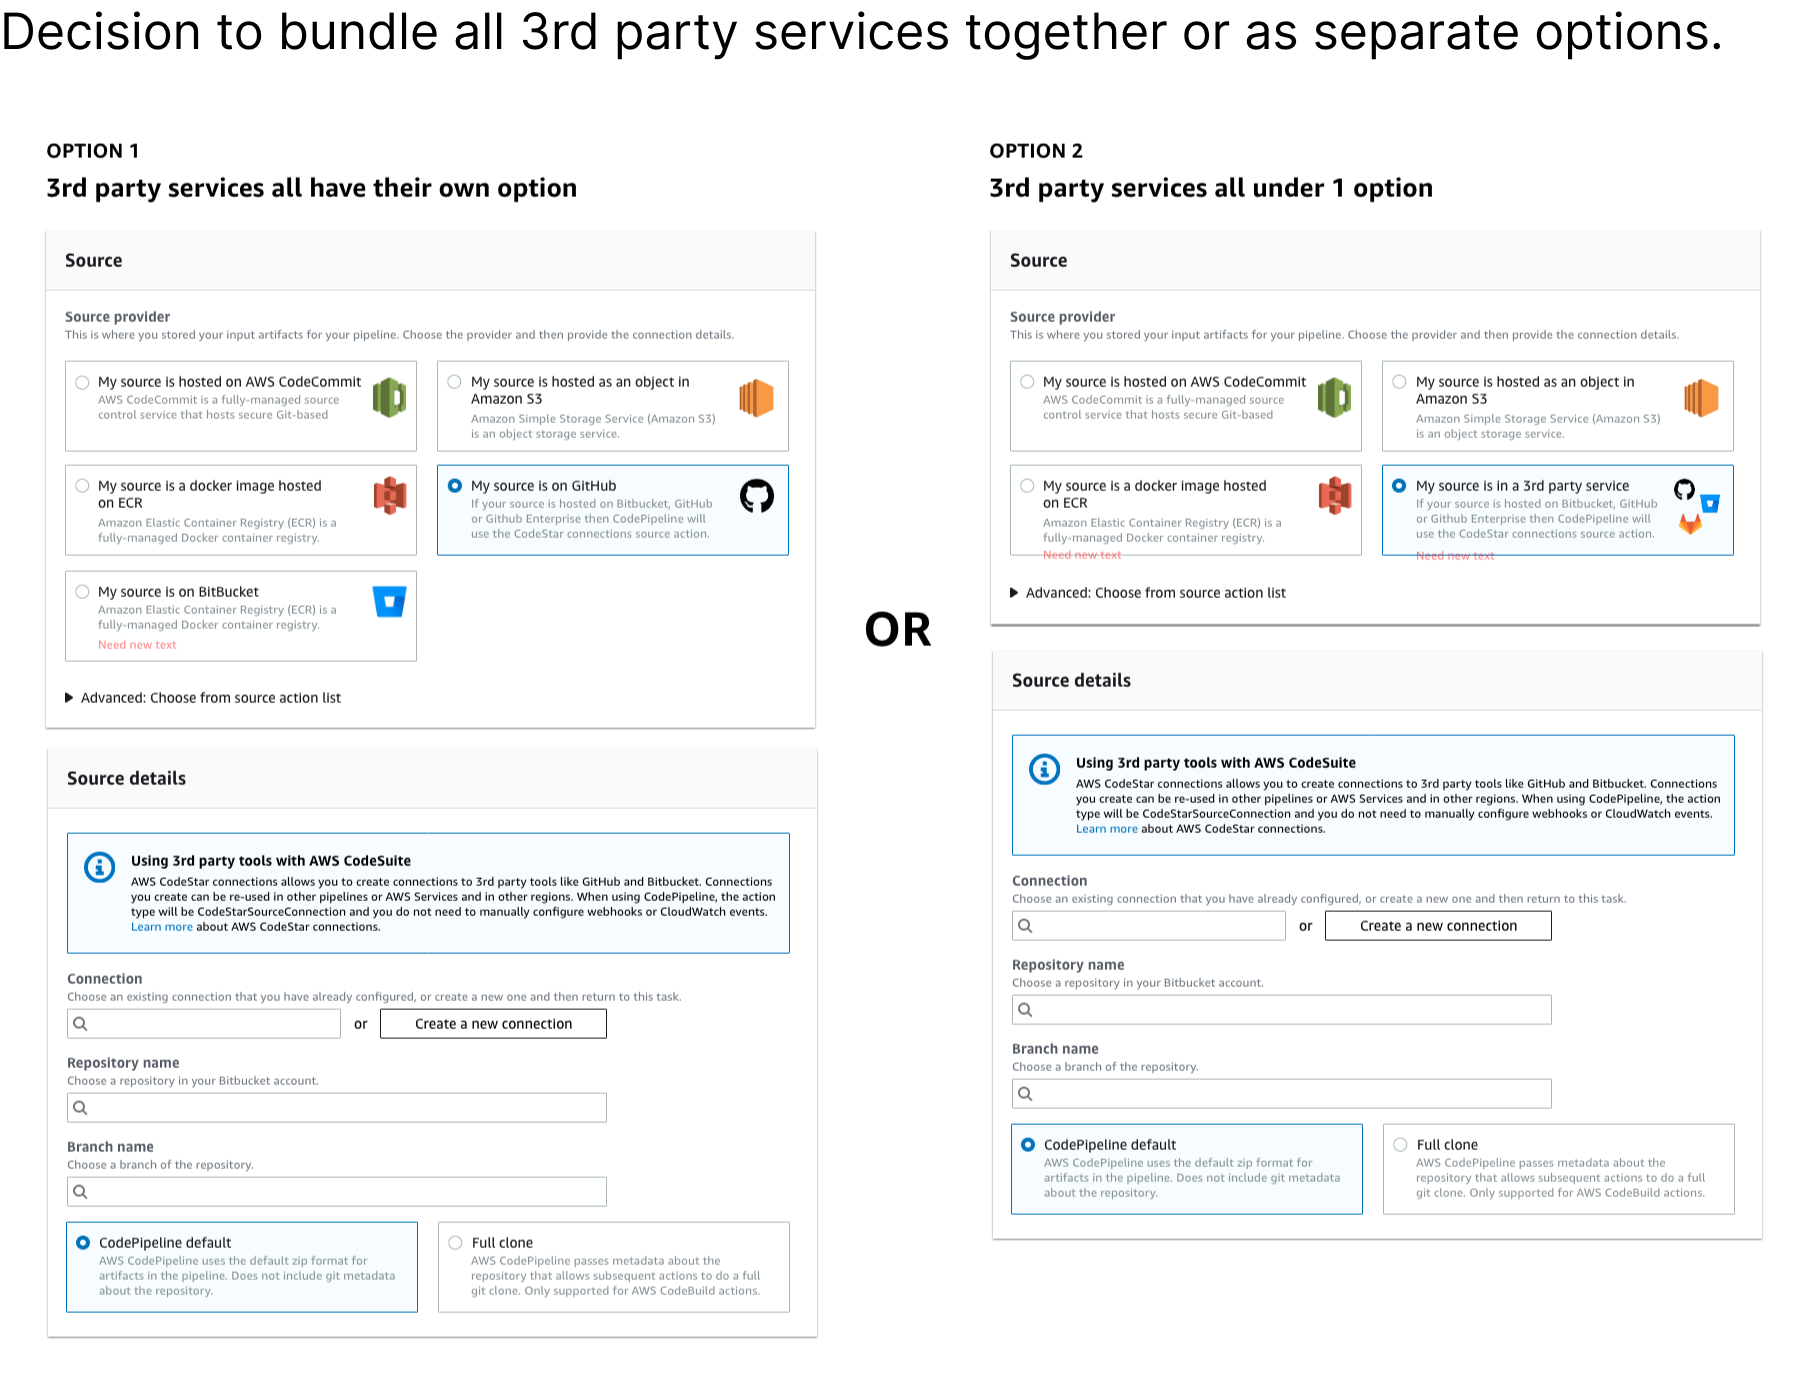 Decision to bundle all 3rd party services together or as separate options.
OPTION 1
3rd party services all have their own option
Source
Source provider
This is where you stored your input artifacts for your pipeline. Choose the provider and then provide the connection details.
My source is hosted on AWS CodeCommit
AWS CodeCommit is a fully-managed source
control service that hosts secure Git-based
My source is hosted as an object in
Amazon S3
Amazon Simple Storage Service (Amazon S3)
is an object storage service.
My source is a docker image hosted
on ECR
Amazon Elastic Container Registry (ECR) is a
fully-managed Docker container registry.
My source is on GitHub
If your source is hosted on Bitbucket, GitHub
or Github Enterprise then CodePipeline will
use the CodeStar connections source action.
My source is on BitBucket
Amazon Elastic Container Registry (ECR) is a
fully-managed Docker container registry.
Need new text
Advanced: Choose from source action list
Source details
Using 3rd party tools with AWS CodeSuite
AWS CodeStar connections allows you to create connections to 3rd party tools like GitHub and Bitbucket. Connections
you create can be re-used in other pipelines or AWS Services and in other regions. When using CodePipeline, the action
type will be CodeStarSourceConnection and you do not need to manually configure webhooks or CloudWatch events.
Learn more about AWS CodeStar connections.
Connection
Choose an existing connection that you have already configured, or create a new one and then return to this task.
or
Create a new connection
Repository name
Choose a repository in your Bitbucket account.
Branch name
Choose a branch of the repository.
CodePipeline default
AWS CodePipeline uses the default zip format for
artifacts in the pipeline. Does not include git metadata
about the repository.
Full clone
AWS CodePipeline passes metadata about the
repository that allows subsequent actions to do a full
git clone. Only supported for AWS CodeBuild actions.
OR
OPTION 2
3rd party services all under 1 option
Source
Source provider
This is where you stored your input artifacts for your pipeline. Choose the provider and then provide the connection details.
My source is hosted on AWS CodeCommit
AWS CodeCommit is a fully-managed source
control service that hosts secure Git-based
My source is hosted as an object in
Amazon S3
Amazon Simple Storage Service (Amazon S3)
is an object storage service.
My source is a docker image hosted
on ECR
Amazon Elastic Container Registry (ECR) is a
fully-managed Docker container registry.
Need new text
My source is in a 3rd party service
If your source is hosted on Bitbucket, GitHub
or Github Enterprise then CodePipeline will
use the CodeStar connections source action.
Need new text
Advanced: Choose from source action list
Source details
Using 3rd party tools with AWS CodeSuite
AWS CodeStar connections allows you to create connections to 3rd party tools like GitHub and Bitbucket. Connections
you create can be re-used in other pipelines or AWS Services and in other regions. When using CodePipeline, the action
type will be CodeStarSourceConnection and you do not need to manually configure webhooks or CloudWatch events.
Learn more about AWS CodeStar connections.
Connection
Choose an existing connection that you have already configured, or create a new one and then return to this task.
or
Create a new connection
Repository name
Choose a repository in your Bitbucket account.
Branch name
Choose a branch of the repository.
CodePipeline default
AWS CodePipeline uses the default zip format for
artifacts in the pipeline. Does not include git metadata
about the repository.
Full clone
AWS CodePipeline passes metadata about the
repository that allows subsequent actions to do a full
git clone. Only supported for AWS CodeBuild actions.